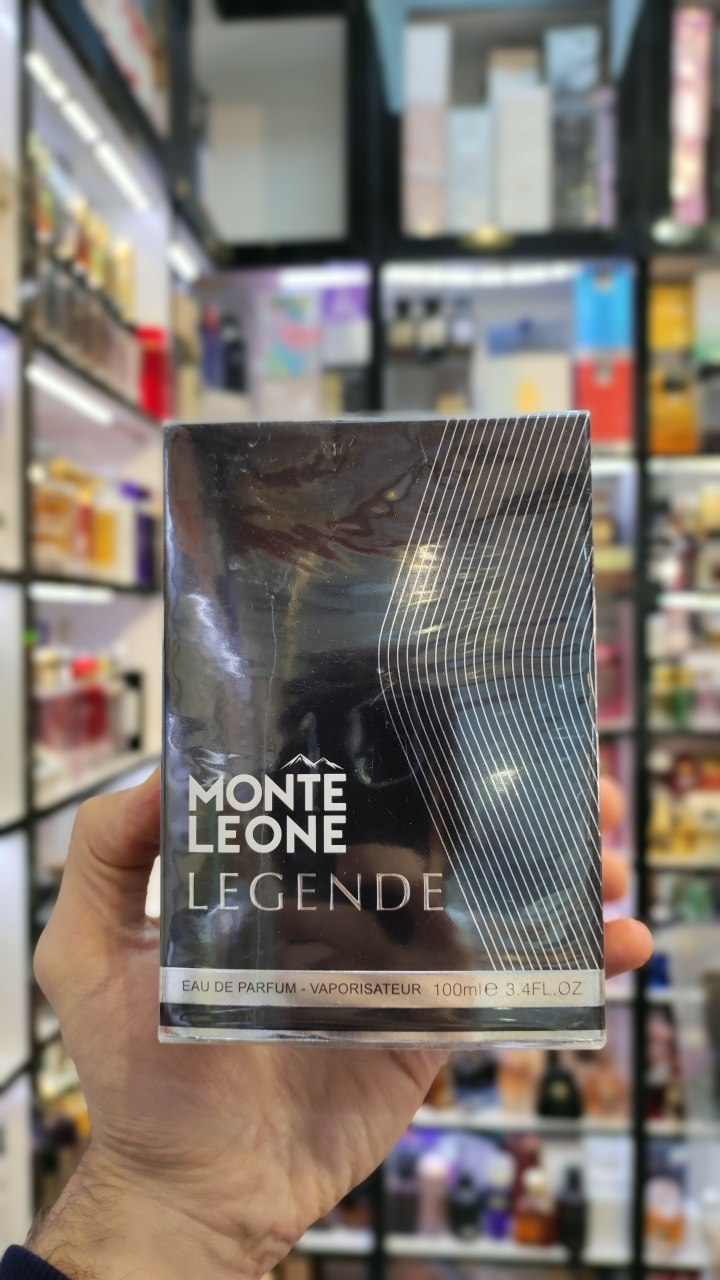 MONTE
LEONE
LEGENDE
EAU DE PARFUM - VAPORISATEUR 100ml℮ 3.4FL.OZ